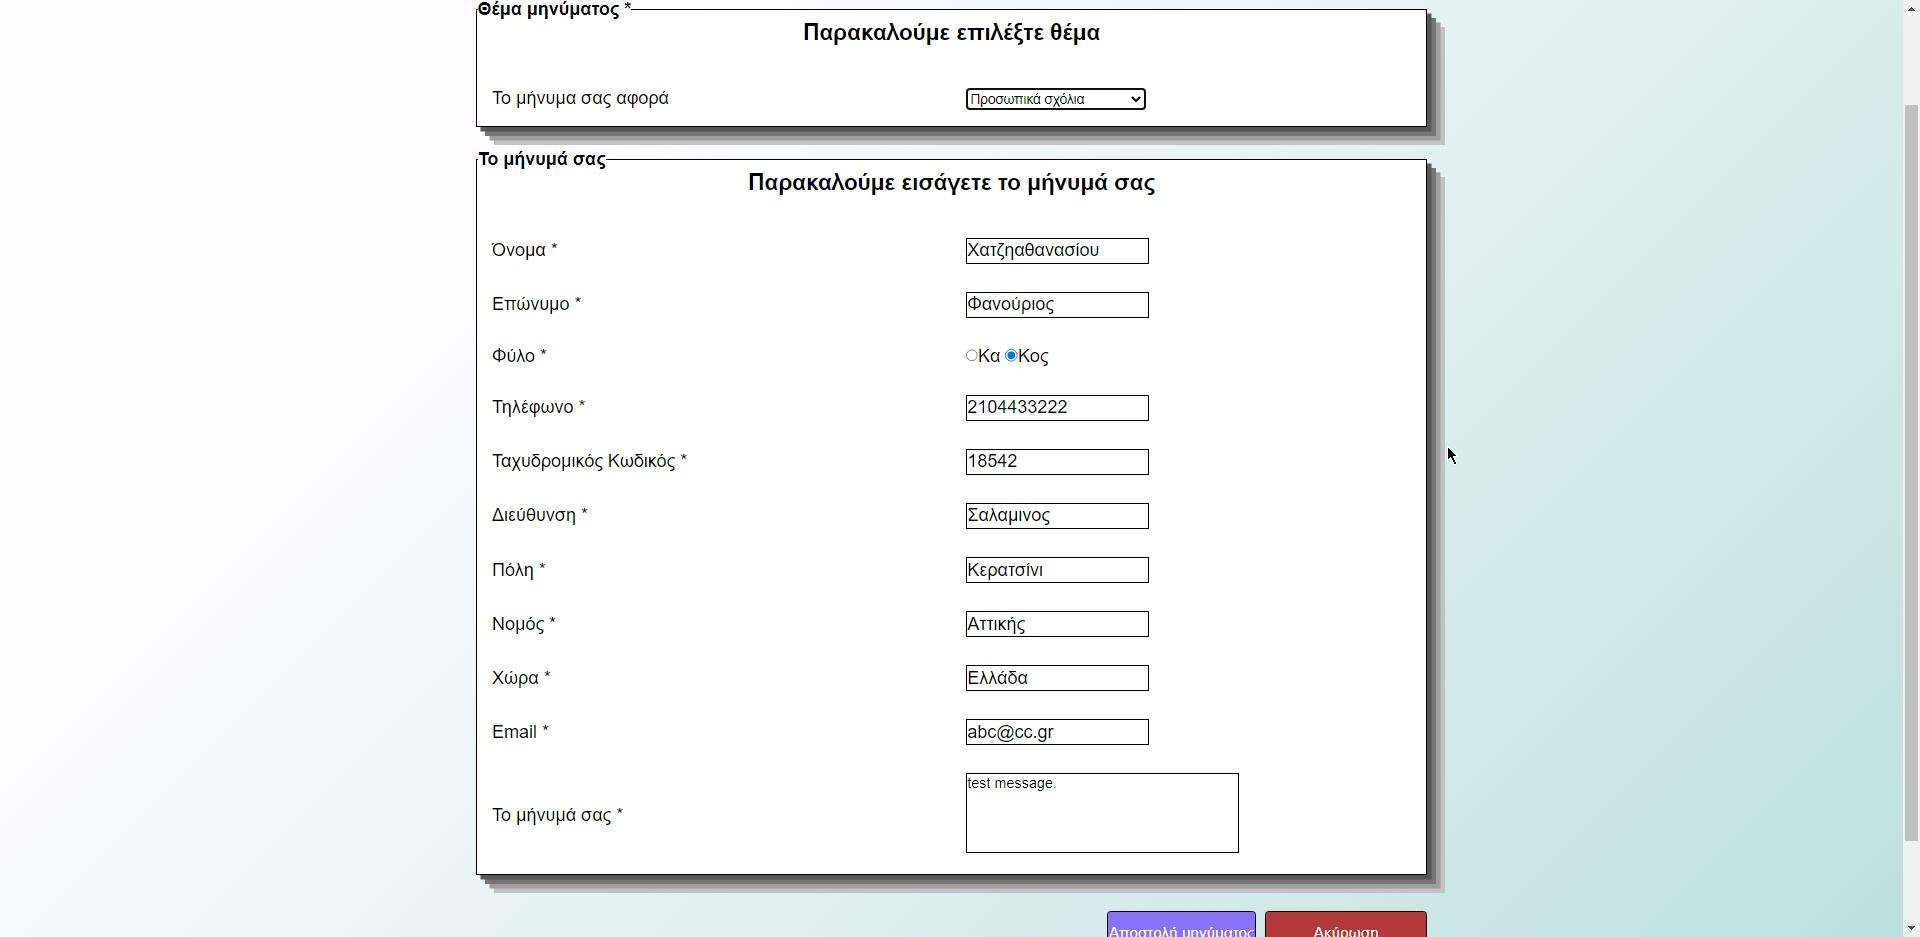 Θέμα μηνύματος *
Παρακαλούμε επιλέξτε θέμα
Το μήνυμα σας αφορά Προσωπικά σχόλια
Το μήνυμά σας
Παρακαλούμε εισάγετε το μήνυμά σας
Όνομα * Χατζηαθανασίου
Επώνυμο * Φανούριος
Φύλο * Κα Κος
Τηλέφωνο * 2104433222
Ταχυδρομικός Κωδικός * 18542
Διεύθυνση * Σαλαμινος
Πόλη * Κερατσίνι
Νομός * Αττικής
Χώρα * Ελλάδα
Email * abc@cc.gr
Το μήνυμά σας * test message.
Αποστολή μηνύματος Ακύρωση